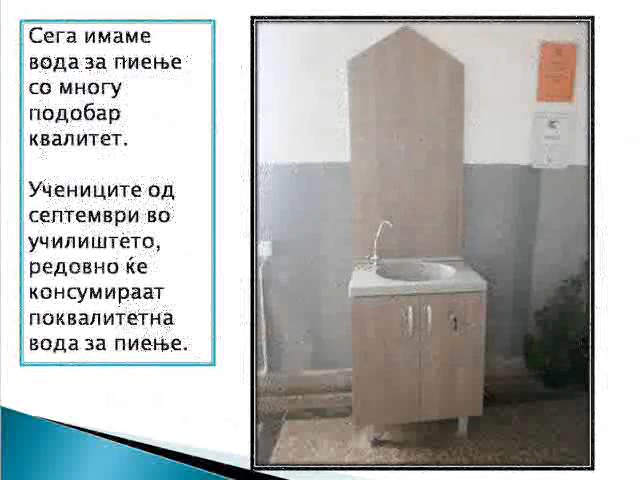 Сега имаме
вода за пиење
со многу
подобар
квалитет.
Учениците од
септември во
училиштето,
редовно ќе
консумираат
поквалитетна
вода за пиење.